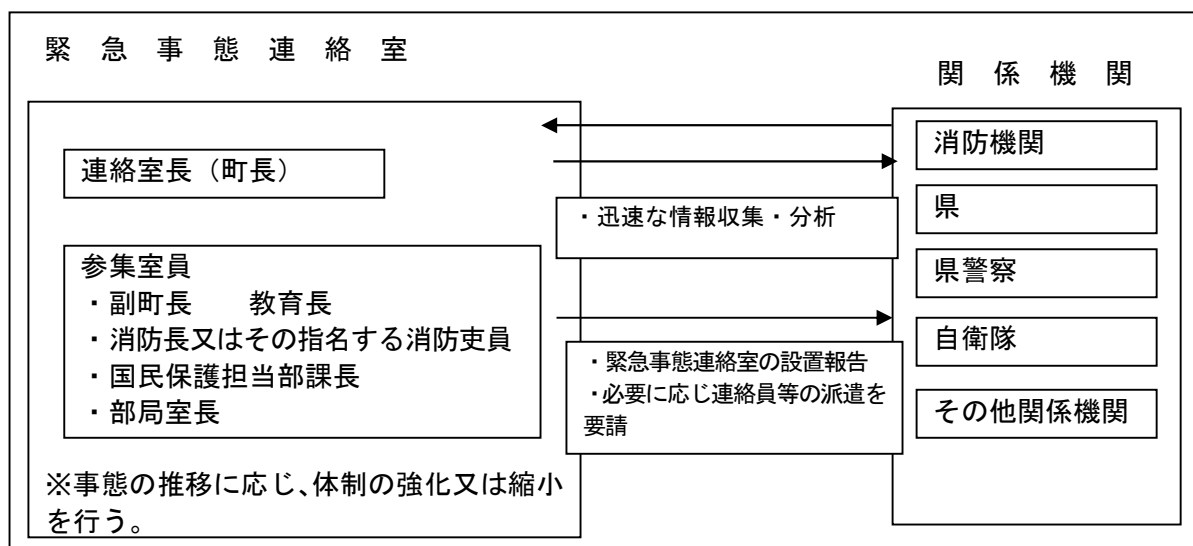 緊急事態連絡室
関係機関
連絡室長（町長）
参集室員
・副町長　　教育長
・消防長又はその指名する消防吏員
・国民保護担当部課長
・部局室長
※事態の推移に応じ、体制の強化又は縮小
を行う。
・迅速な情報収集・分析
・緊急事態連絡室の設置報告
・必要に応じ連絡員等の派遣を
要請
消防機関
県
県警察
自衛隊
その他関係機関